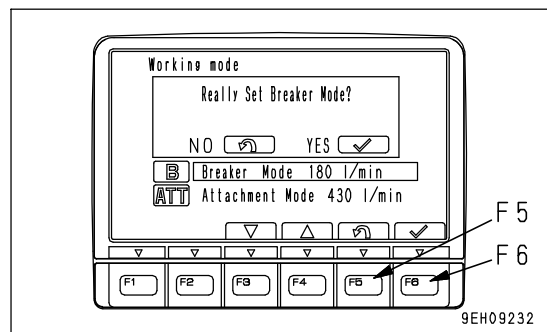 Working mode
Really Set Breaker Mode?
NO YES
B Breaker Mode 180 l/min
ATT Attachment Mode 430 l/min
F5
F6
F1 F2 F3 F4 F5 F6
9EH09232